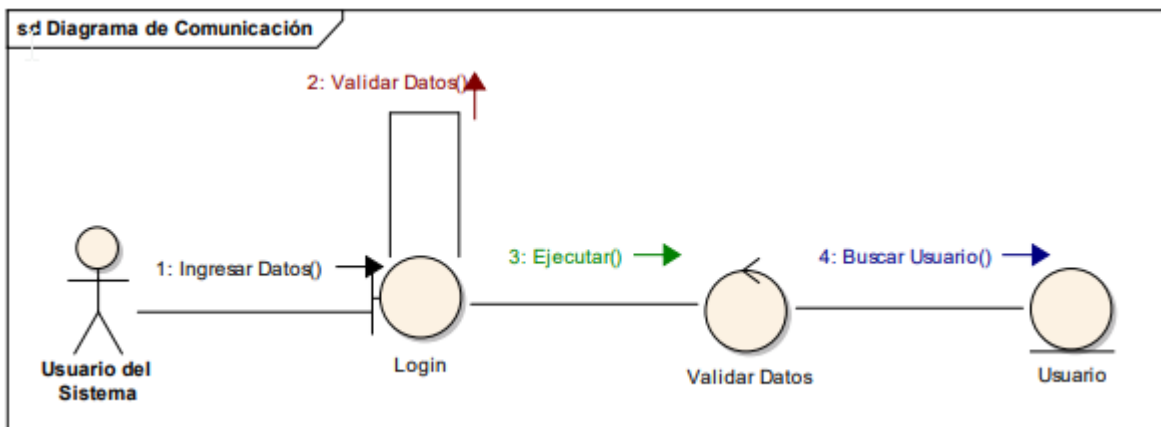 sd Diagrama de Comunicación
2: Validar Datos()
1: Ingresar Datos()
3: Ejecutar()
4: Buscar Usuario()
Usuario del
Sistema
Login
Validar Datos
Usuario